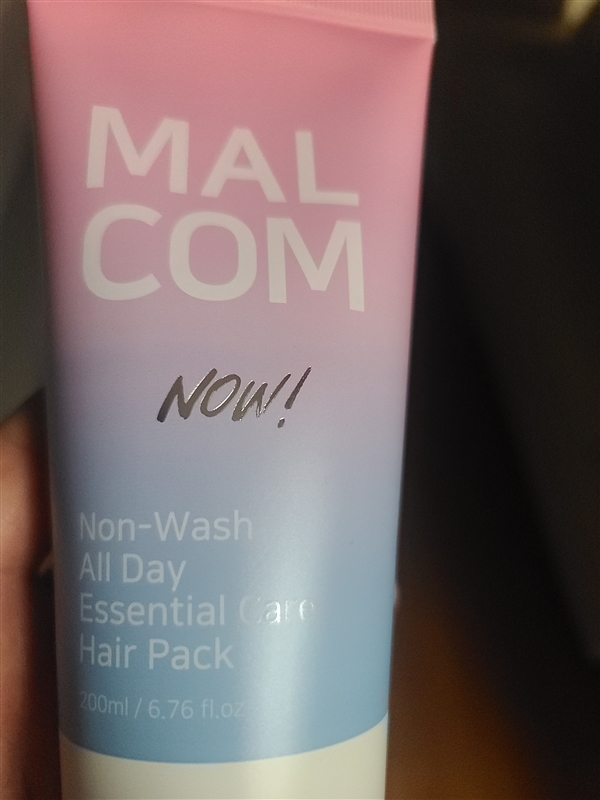 MAL
COM
NOW!
Non-Wash
All Day
Essential Care
Hair Pack
200ml / 6.76 fl.oz